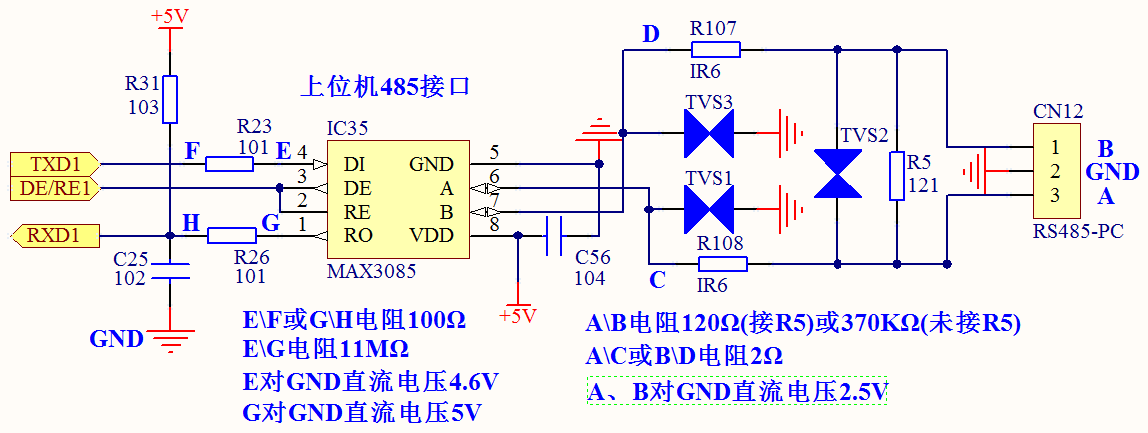 +5V
R31
103
上位机485接口
IC35
MAX3085
4 DI
3 DE
2 RE
1 RO
GND 5
A 6
B 7
VDD 8
TXD1
DE/RE1
RXD1
F
R23
101
E
H
G
R26
101
C25
102
GND
C56
104
+5V
D
R107
IR6
TVS3
TVS1
C
R108
IR6
TVS2
R5
121
CN12
1 B
2 GND
3 A
RS485-PC
E\F或G\H电阻100Ω
E\G电阻11MΩ
E对GND直流电压4.6V
G对GND直流电压5V
A\B电阻120Ω(接R5)或370KΩ(未接R5)
A\C或B\D电阻2Ω
A、B对GND直流电压2.5V